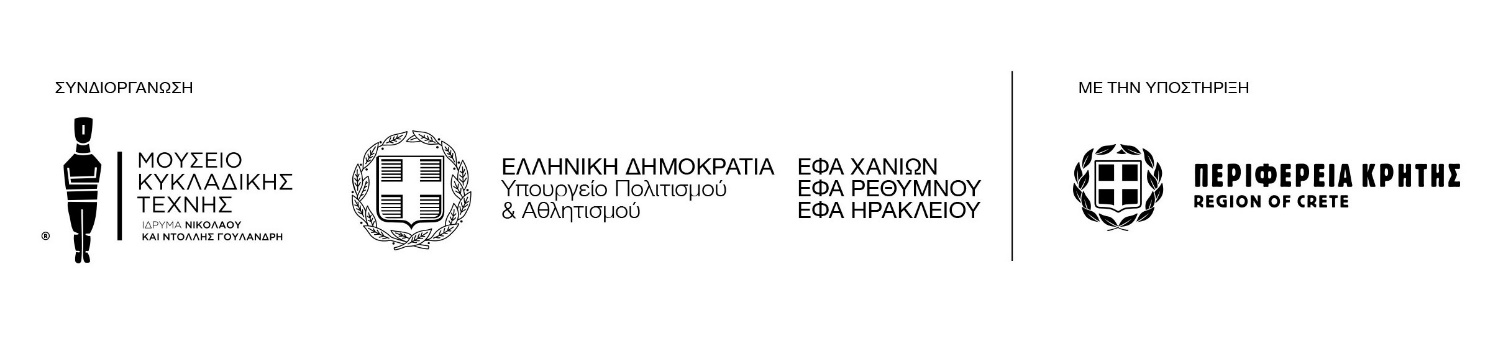 ΣΥΝΔΙΟΡΓΑΝΩΣΗ
ΜΟΥΣΕΙΟ
ΚΥΚΛΑΔΙΚΗΣ
ΤΕΧΝΗΣ
ΙΔΡΥΜΑ ΝΙΚΟΛΑΟΥ
ΚΑΙ ΝΤΟΛΛΗΣ ΓΟΥΛΑΝΔΡΗ
®
ΕΛΛΗΝΙΚΗ ΔΗΜΟΚΡΑΤΙΑ
Υπουργείο Πολιτισμού
& Αθλητισμού
ΕΦΑ ΧΑΝΙΩΝ
ΕΦΑ ΡΕΘΥΜΝΟΥ
ΕΦΑ ΗΡΑΚΛΕΙΟΥ
ΜΕ ΤΗΝ ΥΠΟΣΤΗΡΙΞΗ
ΠΕΡΙΦΕΡΕΙΑ ΚΡΗΤΗΣ
REGION OF CRETE